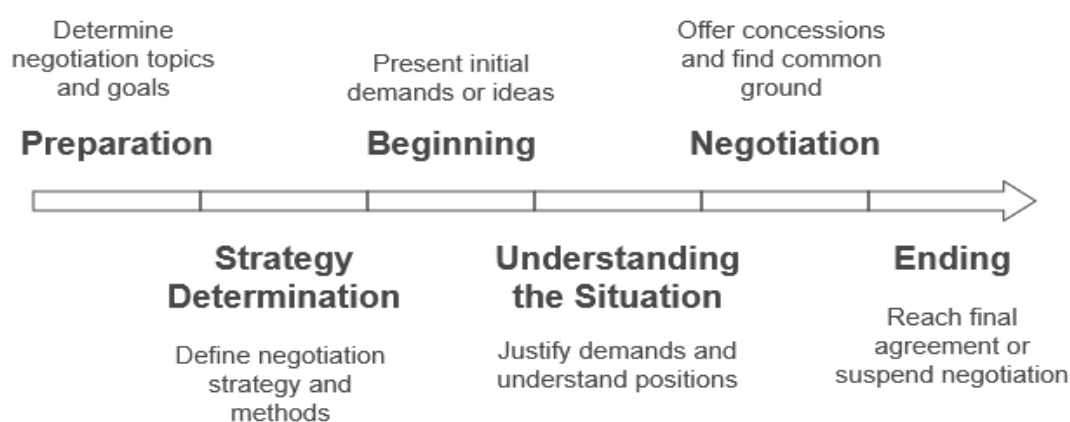 Determine
negotiation topics
and goals
Preparation
Strategy
Determination
Define negotiation
strategy and
methods
Present initial
demands or ideas
Beginning
Understanding
the Situation
Justify demands and
understand positions
Offer concessions
and find common
ground
Negotiation
Ending
Reach final
agreement or
suspend negotiation